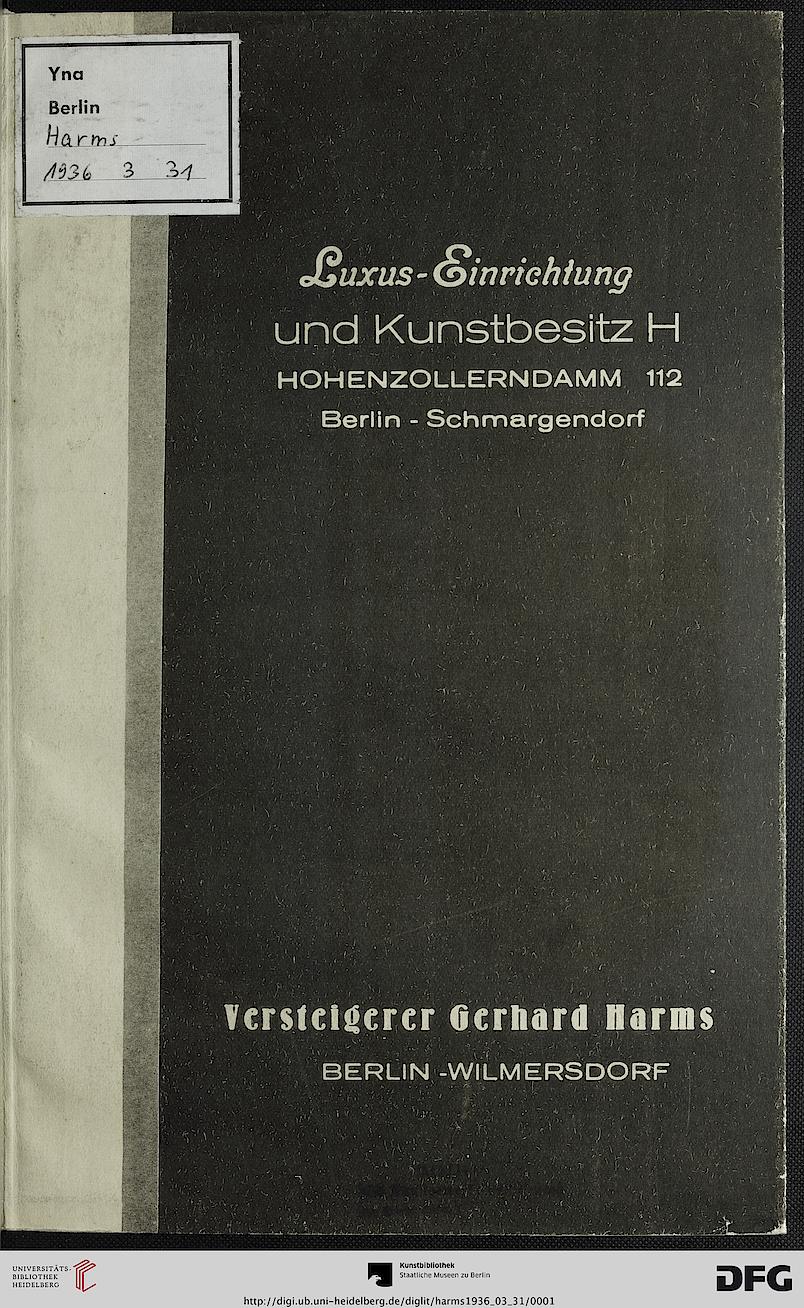 Yna
Berlin
Harms
1936 3 31
Luxus-Einrichtung
und Kunstbesitz H
HOHENZOLLERNDAMM 112
Berlin - Schmargendorf
Versteigerer Gerhard Harms
BERLIN -WILMERSDORF
UNIVERSITÄTS-
BIBLIOTHEK
HEIDELBERG
Kunstbibliothek
Staatliche Museen zu Berlin
DFG
http://digi.ub.uni-heidelberg.de/diglit/harms1936_03_31/0001